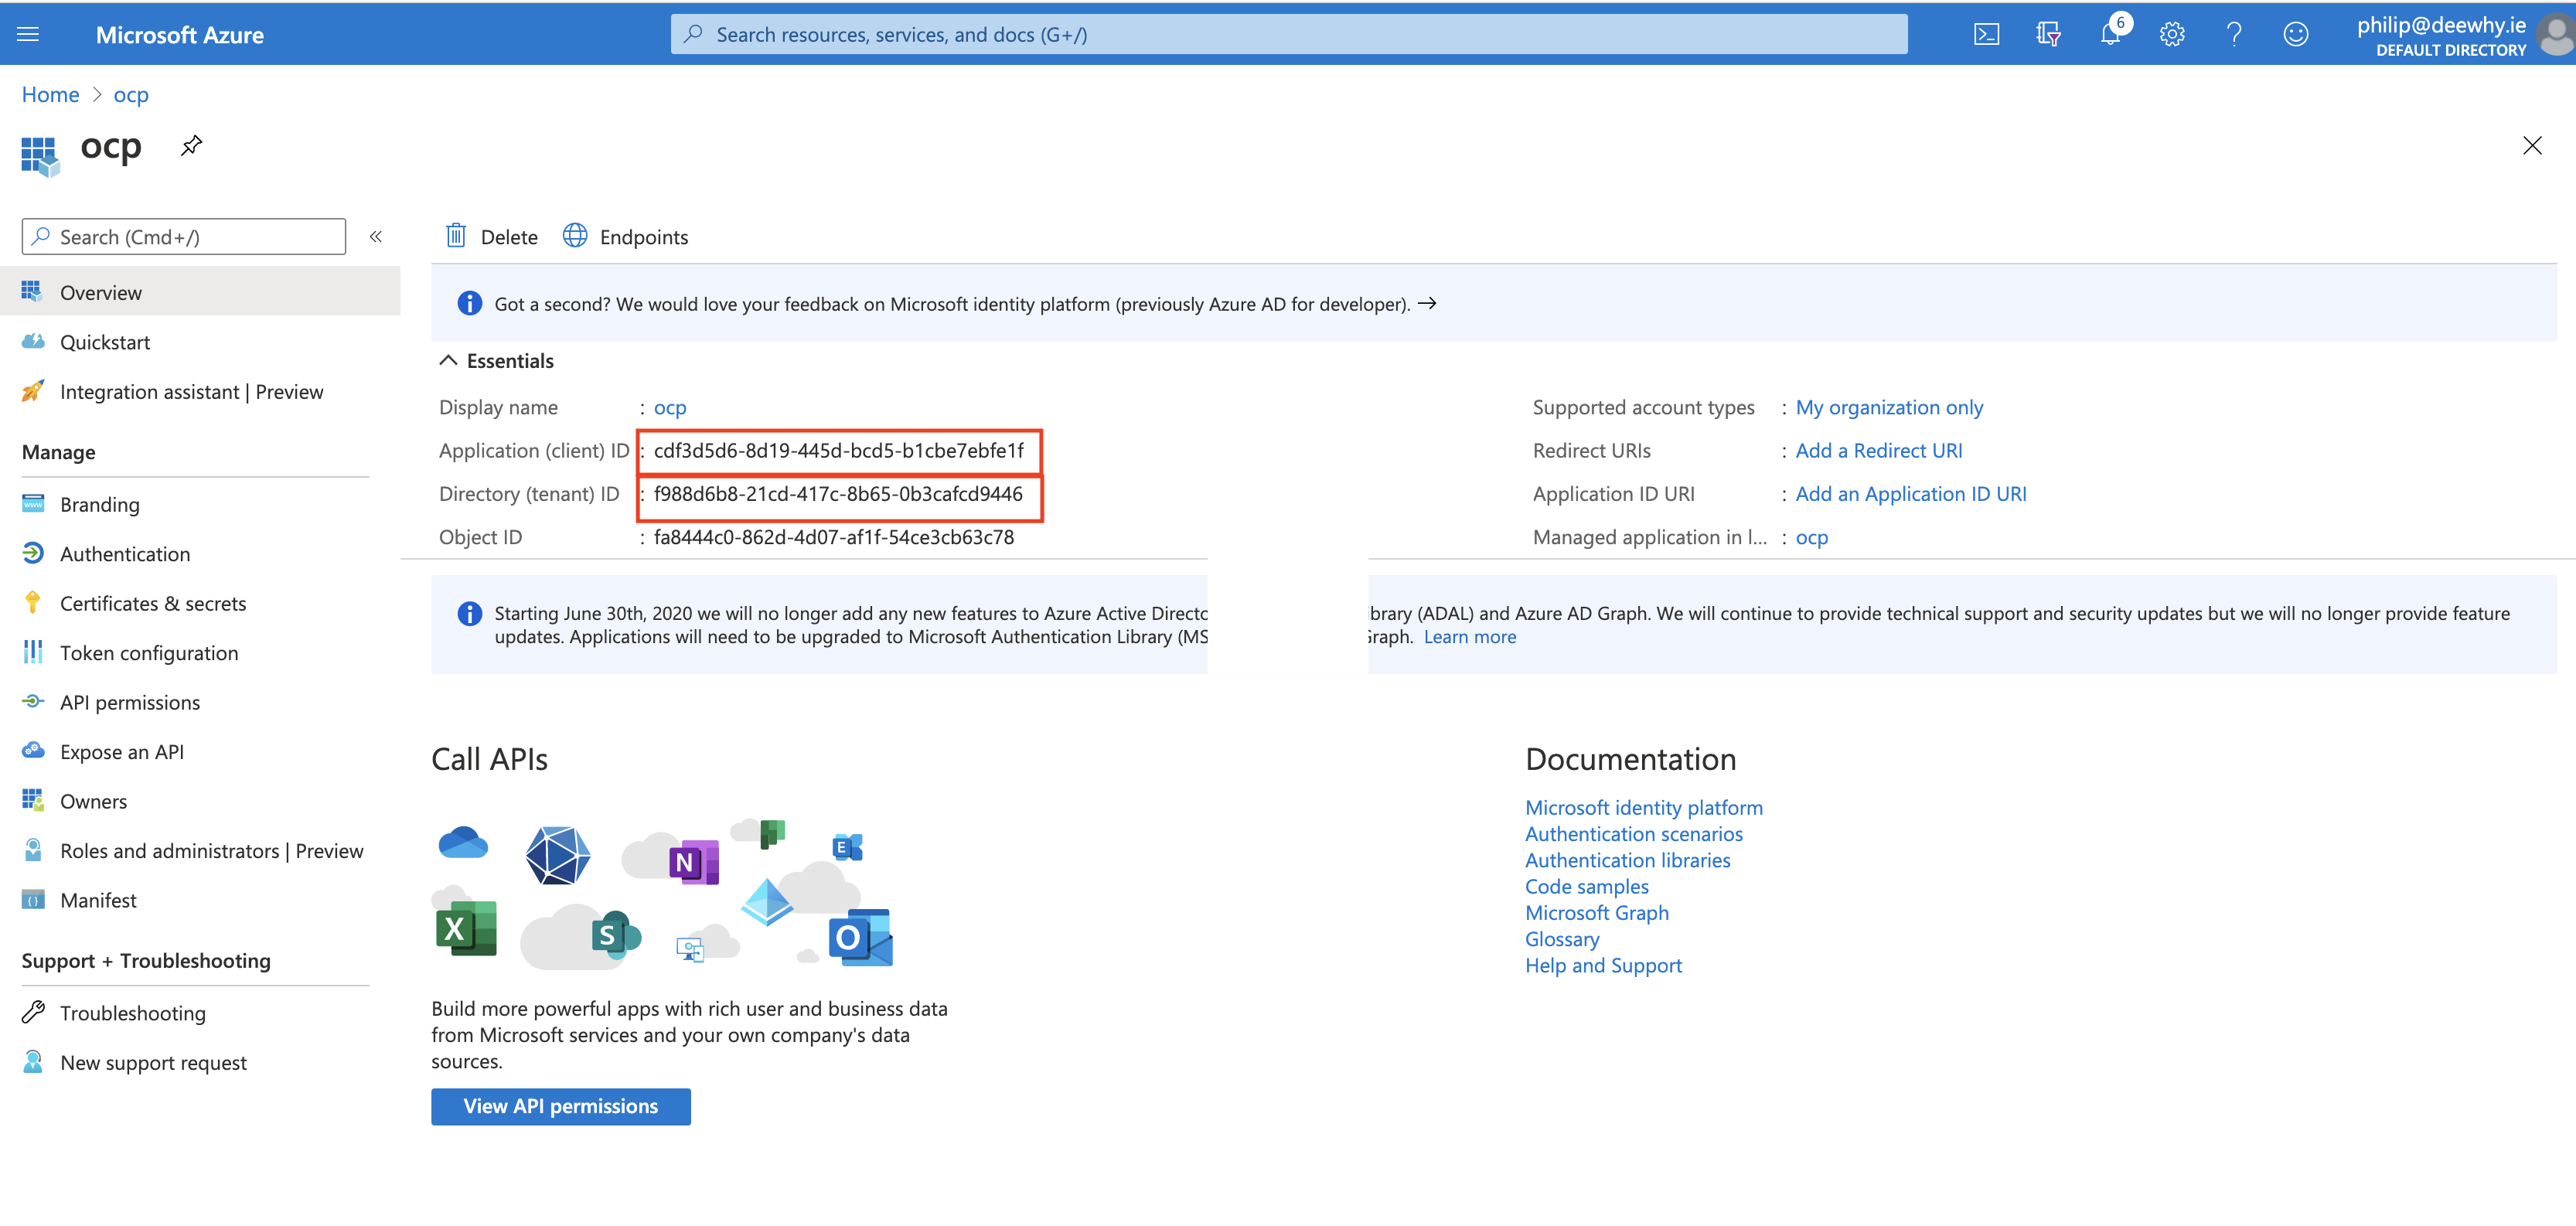 Microsoft Azure
Search resources, services, and docs (G+/)
6
philip@deewhy.ie
DEFAULT DIRECTORY
Home > ocp
ocp
Search (Cmd+/)
«
Delete
Endpoints
Overview
Quickstart
Integration assistant | Preview
Manage
Branding
Authentication
Certificates & secrets
Token configuration
API permissions
Expose an API
Owners
Roles and administrators | Preview
Manifest
Support + Troubleshooting
Troubleshooting
New support request
Got a second? We would love your feedback on Microsoft identity platform (previously Azure AD for developer). →
Essentials
Display name : ocp
Application (client) ID : cdf3d5d6-8d19-445d-bcd5-b1cbe7ebfe1f
Directory (tenant) ID : f988d6b8-21cd-417c-8b65-0b3cafcd9446
Object ID : fa8444c0-862d-4d07-af1f-54ce3cb63c78
Supported account types : My organization only
Redirect URIs : Add a Redirect URI
Application ID URI : Add an Application ID URI
Managed application in l... : ocp
Starting June 30th, 2020 we will no longer add any new features to Azure Active Directo ibrary (ADAL) and Azure AD Graph. We will continue to provide technical support and security updates but we will no longer provide feature
updates. Applications will need to be upgraded to Microsoft Authentication Library (MS Graph. Learn more
Call APIs
N
E
X
S
O
Build more powerful apps with rich user and business data
from Microsoft services and your own company's data
sources.
View API permissions
Documentation
Microsoft identity platform
Authentication scenarios
Authentication libraries
Code samples
Microsoft Graph
Glossary
Help and Support